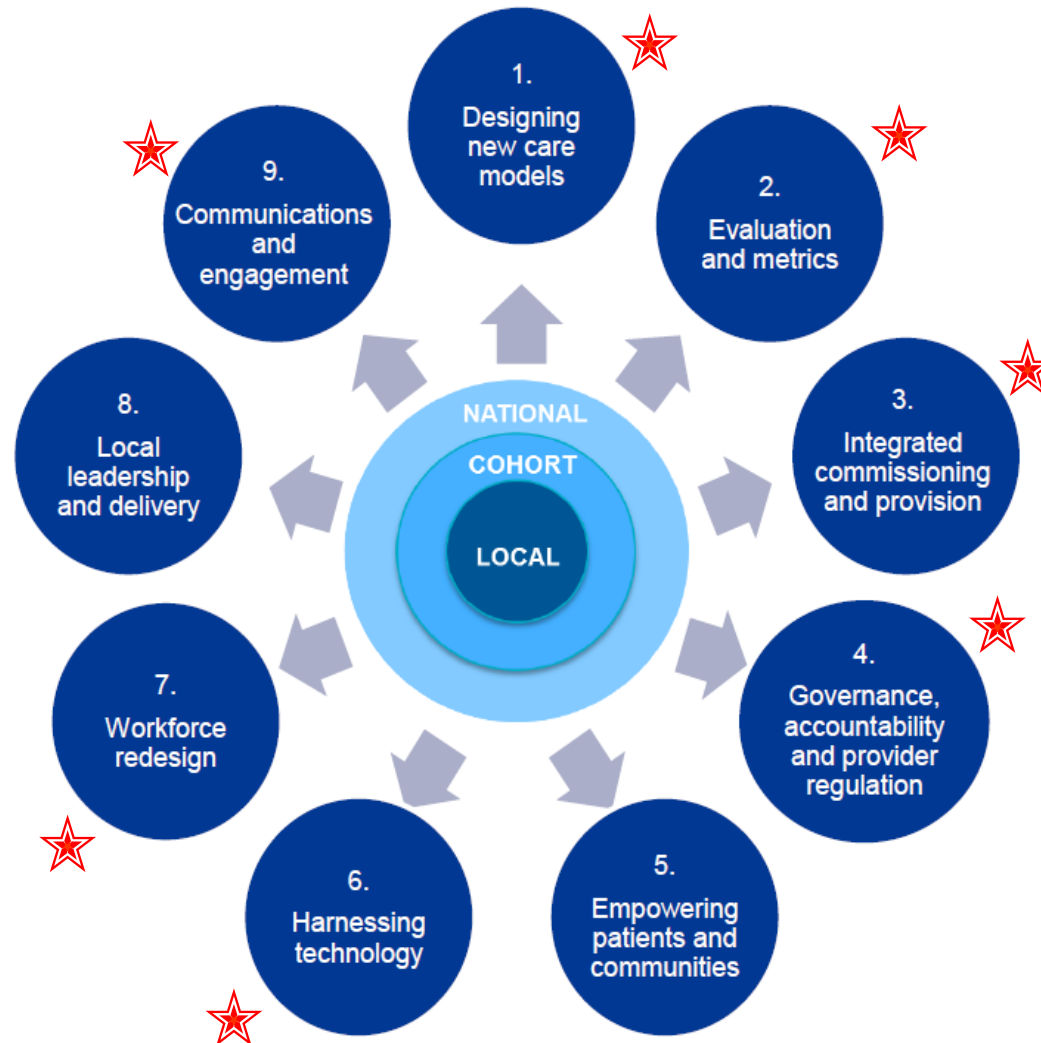 1.
Designing
new care
models
2.
Evaluation
and metrics
3.
Integrated
commissioning
and provision
4.
Governance,
accountability
and provider
regulation
5.
Empowering
patients and
communities
6.
Harnessing
technology
7.
Workforce
redesign
8.
Local
leadership
and delivery
9.
Communications
and
engagement
NATIONAL
COHORT
LOCAL